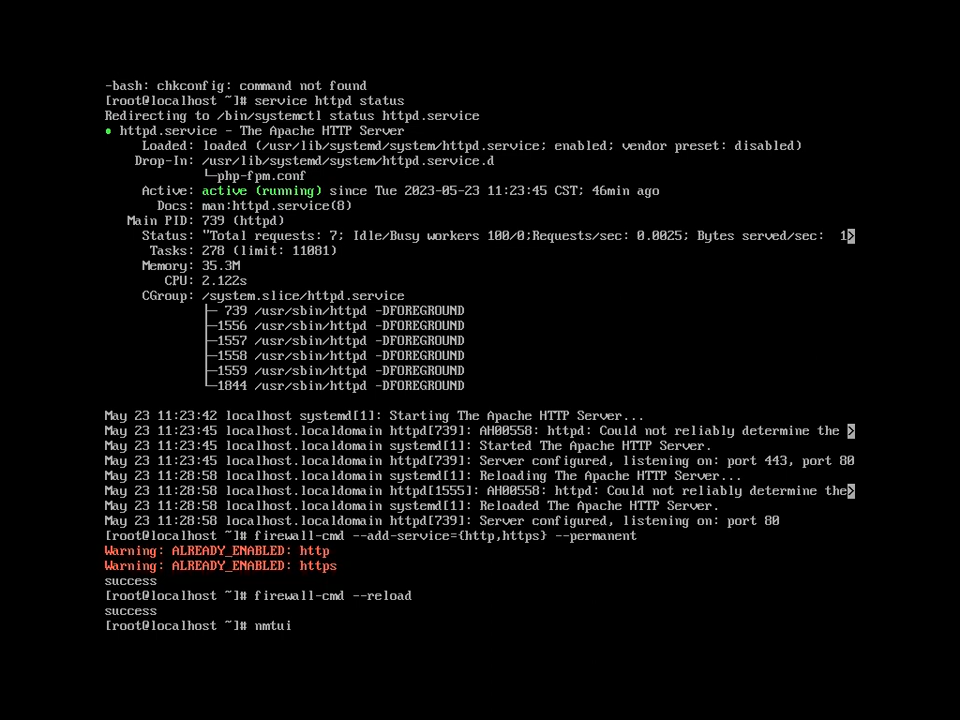 -bash: chkconfig: command not found
[root@localhost ~]# service httpd status
Redirecting to /bin/systemctl status httpd.service
● httpd.service - The Apache HTTP Server
     Loaded: loaded (/usr/lib/systemd/system/httpd.service; enabled; vendor preset: disabled)
    Drop-In: /usr/lib/systemd/system/httpd.service.d
             └─php-fpm.conf
     Active: active (running) since Tue 2023-05-23 11:23:45 CST; 46min ago
       Docs: man:httpd.service(8)
   Main PID: 739 (httpd)
     Status: "Total requests: 7; Idle/Busy workers 100/0;Requests/sec: 0.0025; Bytes served/sec:  1>
      Tasks: 278 (limit: 11081)
     Memory: 35.3M
        CPU: 2.122s
     CGroup: /system.slice/httpd.service
             ├─ 739 /usr/sbin/httpd -DFOREGROUND
             ├─1556 /usr/sbin/httpd -DFOREGROUND
             ├─1557 /usr/sbin/httpd -DFOREGROUND
             ├─1558 /usr/sbin/httpd -DFOREGROUND
             ├─1559 /usr/sbin/httpd -DFOREGROUND
             └─1844 /usr/sbin/httpd -DFOREGROUND
May 23 11:23:42 localhost systemd[1]: Starting The Apache HTTP Server...
May 23 11:23:45 localhost.localdomain httpd[739]: AH00558: httpd: Could not reliably determine the >
May 23 11:23:45 localhost.localdomain systemd[1]: Started The Apache HTTP Server.
May 23 11:23:45 localhost.localdomain httpd[739]: Server configured, listening on: port 443, port 80
May 23 11:28:58 localhost.localdomain systemd[1]: Reloading The Apache HTTP Server...
May 23 11:28:58 localhost.localdomain httpd[1555]: AH00558: httpd: Could not reliably determine the>
May 23 11:28:58 localhost.localdomain systemd[1]: Reloaded The Apache HTTP Server.
May 23 11:28:58 localhost.localdomain httpd[739]: Server configured, listening on: port 80
[root@localhost ~]# firewall-cmd --add-service={http,https} --permanent
Warning: ALREADY_ENABLED: http
Warning: ALREADY_ENABLED: https
success
[root@localhost ~]# firewall-cmd --reload
success
[root@localhost ~]# nmtui